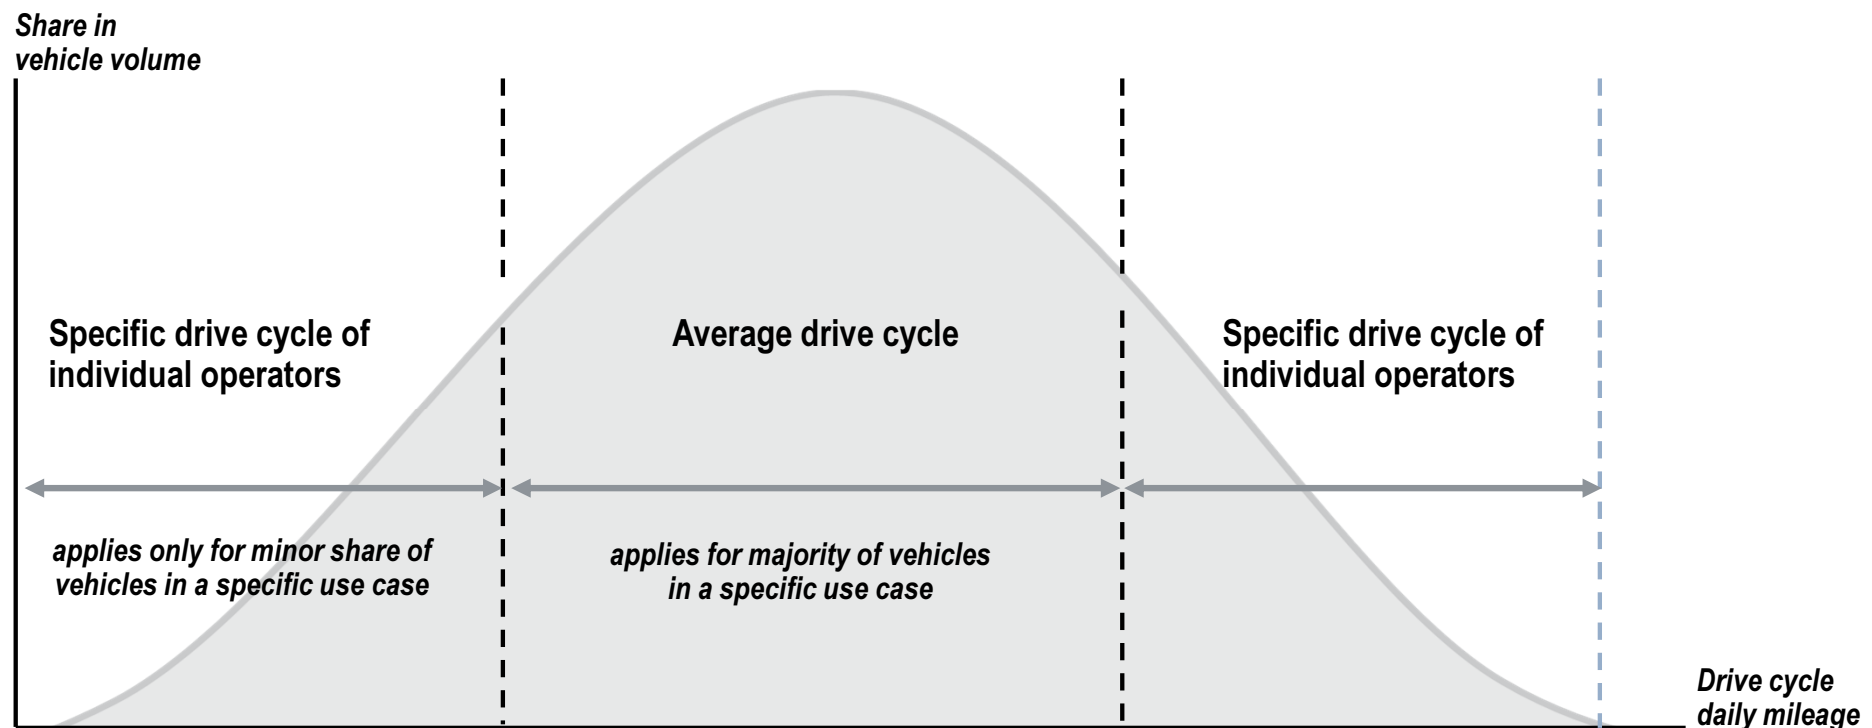 Share in
vehicle volume
Specific drive cycle of
individual operators
Average drive cycle
Specific drive cycle of
individual operators
applies only for minor share of
vehicles in a specific use case
applies for majority of vehicles
in a specific use case
Drive cycle
daily mileage